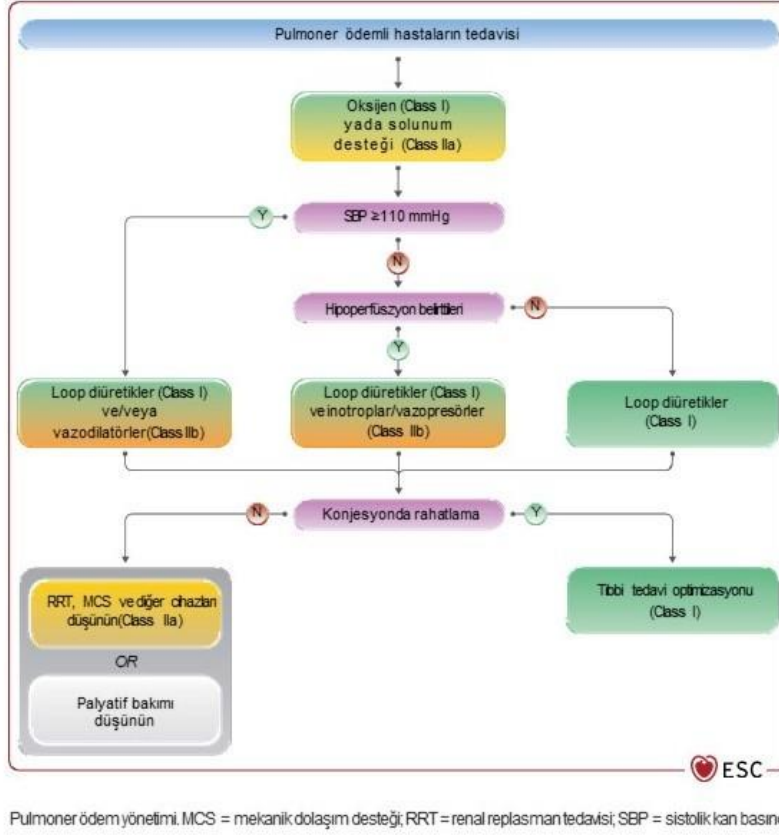 Pulmoner ödemli hastaların tedavisi
Oksijen (Class I)
yada solunum
desteği (Class IIa)
Y
SBP ≥110 mmHg
N
Hipoperfüszyon belirtileri
N
Y
Loop diüretikler (Class I)
ve/veya
vazodilatörler(Class IIb)
Loop diüretikler (Class I)
ve inotroplar/vazopresörler
(Class IIb)
Loop diüretikler
(Class I)
N
Konjesyonda rahatlama
Y
RRT, MCS ve diğer cihazları
düşünün(Class IIa)
OR
Palyatif bakımı
düşünün
Tıbbi tedavi optimizasyonu
(Class I)
ESC
Pulmoner ödem yönetimi. MCS = mekanik dolaşım desteği; RRT = renal replasman tedavisi; SBP = sistolik kan basınc